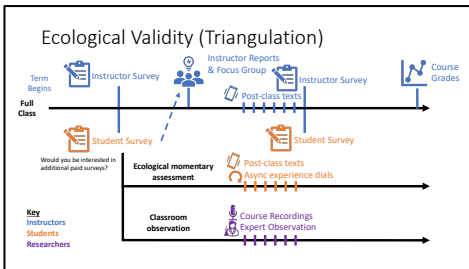 Ecological Validity (Triangulation)
Term
Begins
Instructor Survey
Instructor Reports
& Focus Group
Instructor Survey
Course
Grades
Post-class texts
Full
Class
Student Survey
Student Survey
Would you be interested in
additional paid surveys?
Ecological momentary
assessment
Post-class texts
Async experience dials
Classroom
observation
Course Recordings
Expert Observation
Key
Instructors
Students
Researchers